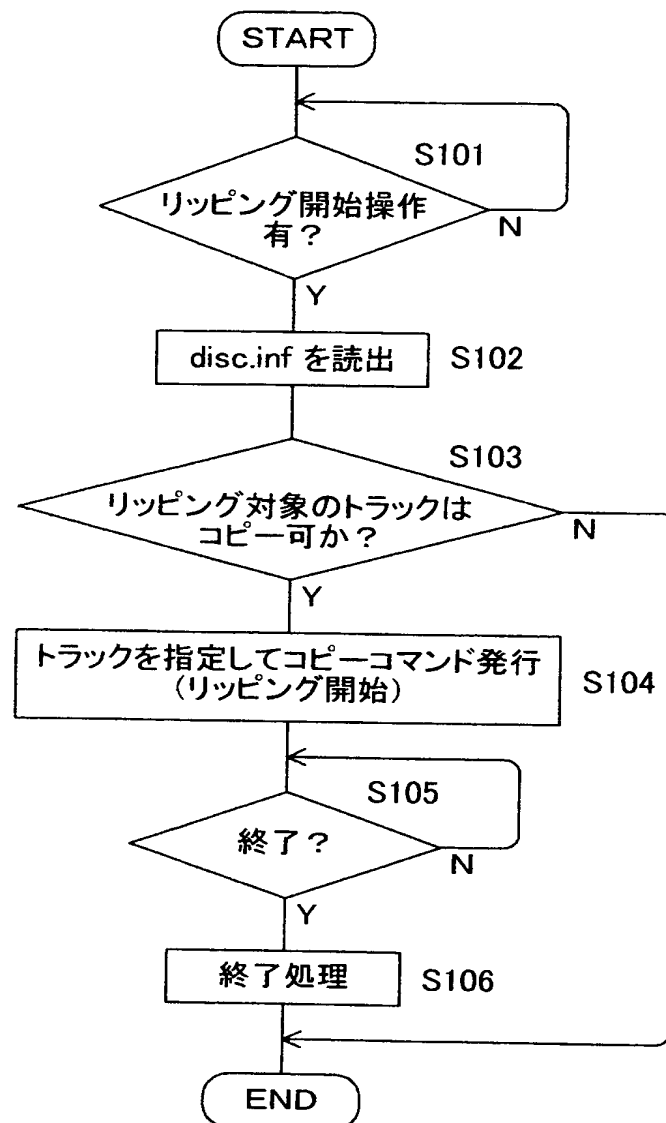 START
S101
リッピング開始操作
有？
N
Y
disc.inf を読出
S102
S103
リッピング対象のトラックは
コピー可か？
N
Y
トラックを指定してコピーコマンド発行
(リッピング開始)
S104
S105
終了？
N
Y
終了処理
S106
END